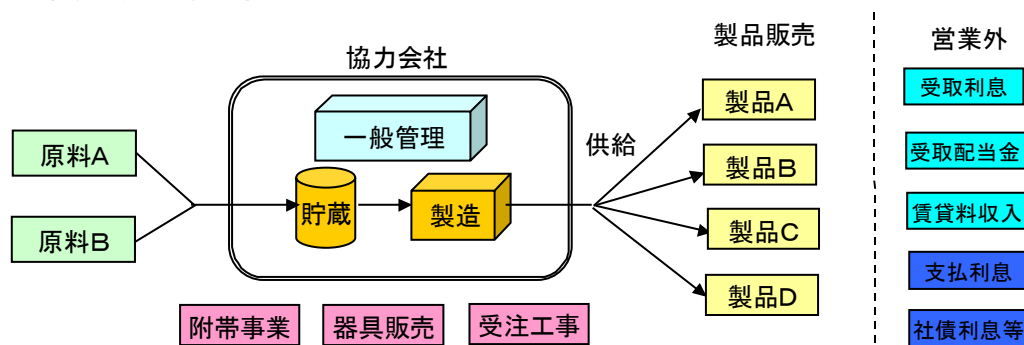 製品販売
営業外
協力会社
受取利息
製品A
一般管理
供給
原料A
受取配当金
製品B
貯蔵
製造
賃貸料収入
原料B
製品C
支払利息
製品D
附帯事業
器具販売
受注工事
社債利息等